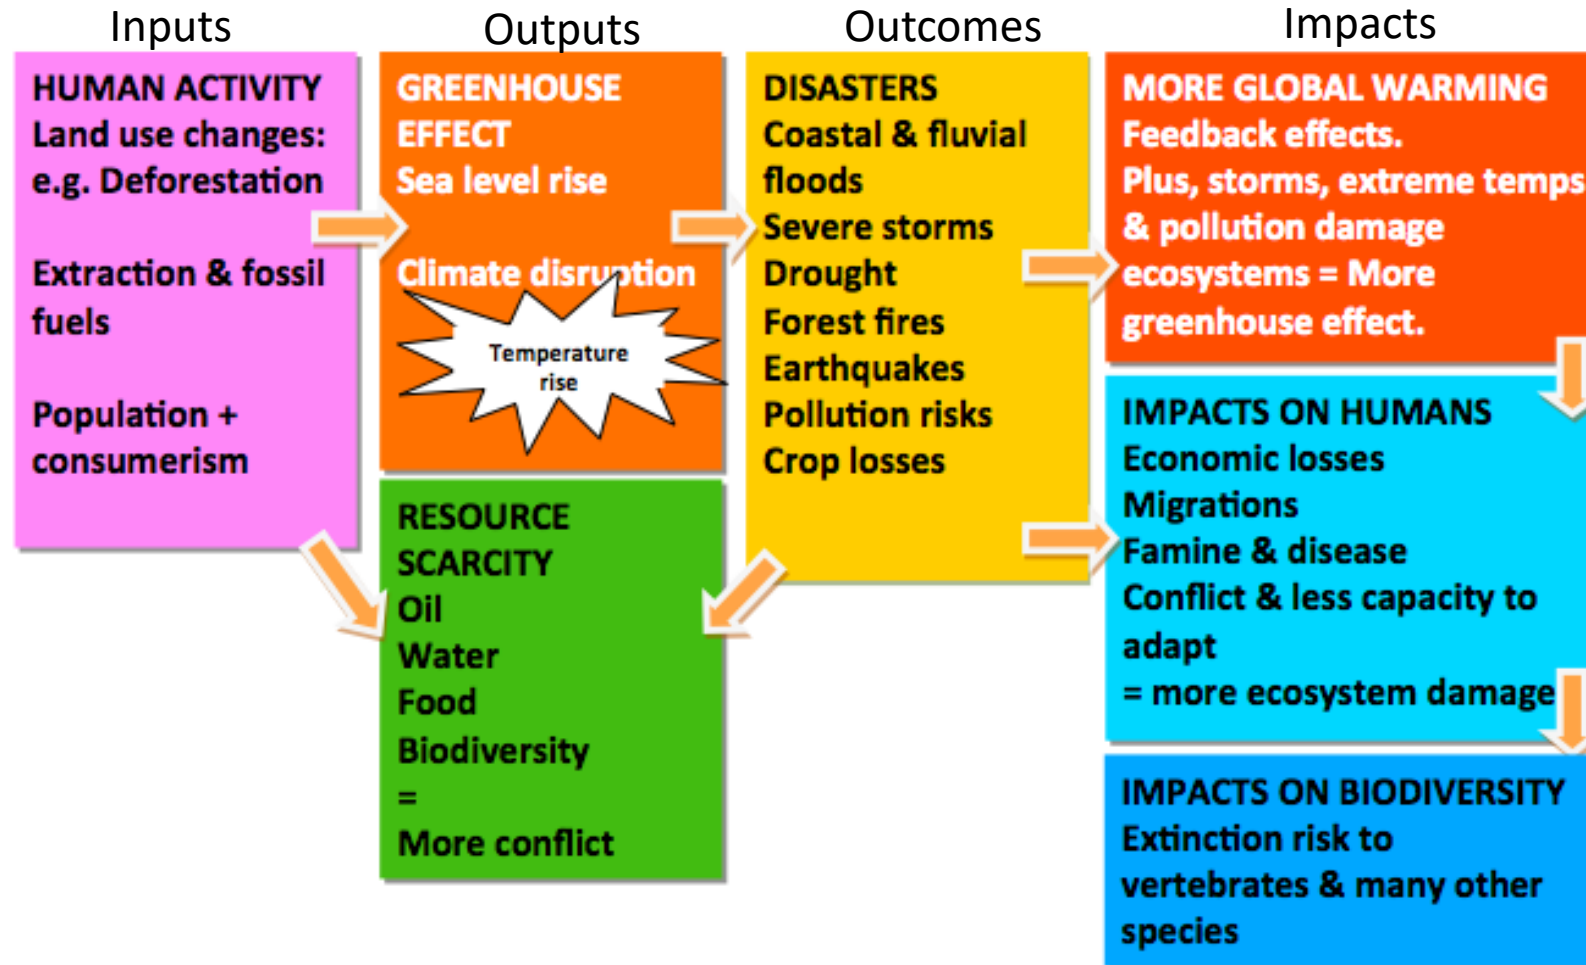 Inputs
HUMAN ACTIVITY
Land use changes:
e.g. Deforestation
Extraction & fossil
fuels
Population +
consumerism
Outputs
GREENHOUSE
EFFECT
Sea level rise
Climate disruption
Temperature
rise
RESOURCE
SCARCITY
Oil
Water
Food
Biodiversity
=
More conflict
Outcomes
DISASTERS
Coastal & fluvial
floods
Severe storms
Drought
Forest fires
Earthquakes
Pollution risks
Crop losses
Impacts
MORE GLOBAL WARMING
Feedback effects.
Plus, storms, extreme temps
& pollution damage
ecosystems = More
greenhouse effect.
IMPACTS ON HUMANS
Economic losses
Migrations
Famine & disease
Conflict & less capacity to
adapt
= more ecosystem damage
IMPACTS ON BIODIVERSITY
Extinction risk to
vertebrates & many other
species